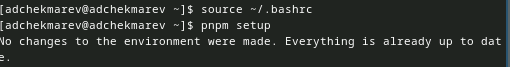 [adchekmarev@adchekmarev ~]$ source ~/.bashrc
[adchekmarev@adchekmarev ~]$ pnpm setup
No changes to the environment were made. Everything is already up to dat
e.